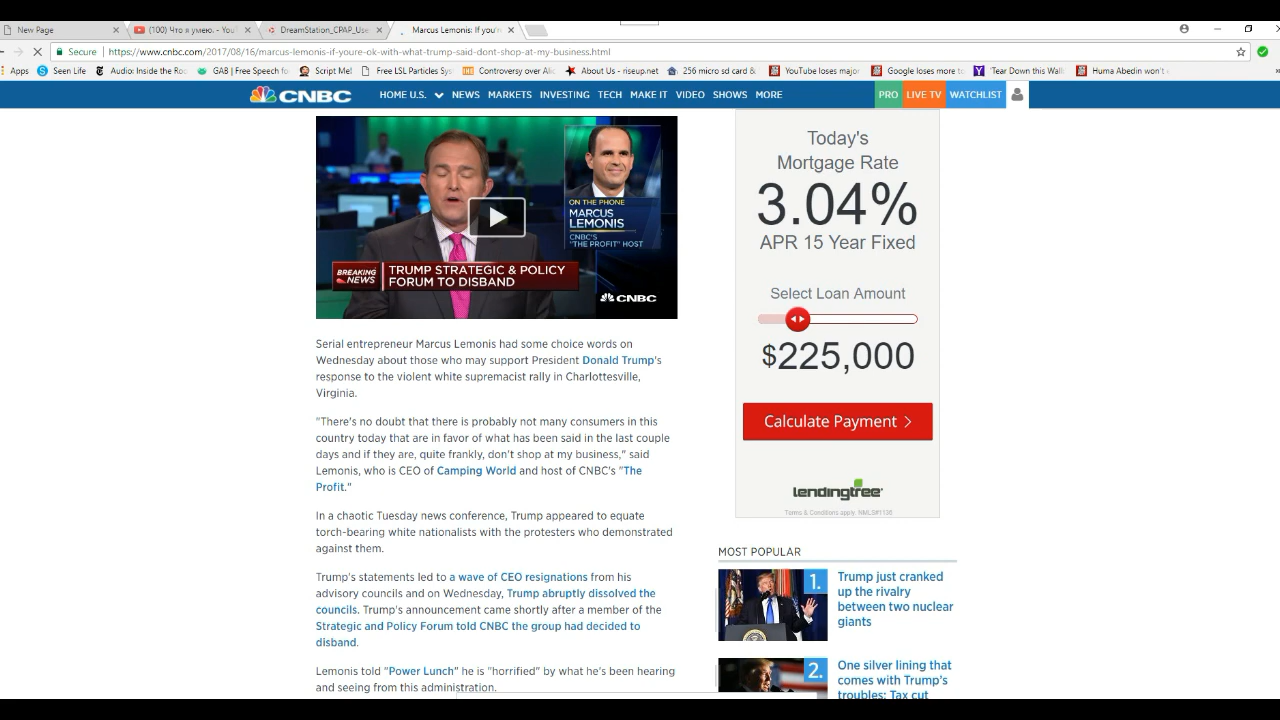 New Page
(100) Что я умею. - You
DreamStation_CPAP_Use
Marcus Lemonis: If you'r
Secure
https://www.cnbc.com/2017/08/16/marcus-lemonis-if-youre-ok-with-what-trump-said-dont-shop-at-my-business.html
Apps
Seen Life
Audio: Inside the Ro
GAB | Free Speech fo
Script Me!
Free LSL Particles Sys
Controversy over Ali
About Us - riseup.net
256 micro sd card &
YouTube loses major
Google loses more t
'Tear Down this Wall
Huma Abedin won't
CNBC
HOME U.S.
NEWS
MARKETS
INVESTING
TECH
MAKE IT
VIDEO
SHOWS
MORE
PRO
LIVE TV
WATCHLIST
ON THE PHONE
MARCUS
LEMONIS
CNBC'S
"THE PROFIT" HOST
BREAKING
NEWS
TRUMP STRATEGIC & POLICY
FORUM TO DISBAND
CNBC
Serial entrepreneur Marcus Lemonis had some choice words on
Wednesday about those who may support President Donald Trump's
response to the violent white supremacist rally in Charlottesville,
Virginia.
"There's no doubt that there is probably not many consumers in this
country today that are in favor of what has been said in the last couple
days and if they are, quite frankly, don't shop at my business," said
Lemonis, who is CEO of Camping World and host of CNBC's "The
Profit."
In a chaotic Tuesday news conference, Trump appeared to equate
torch-bearing white nationalists with the protesters who demonstrated
against them.
Trump's statements led to a wave of CEO resignations from his
advisory councils and on Wednesday, Trump abruptly dissolved the
councils. Trump's announcement came shortly after a member of the
Strategic and Policy Forum told CNBC the group had decided to
disband.
Lemonis told "Power Lunch" he is "horrified" by what he's been hearing
and seeing from this administration.
Today's
Mortgage Rate
3.04%
APR 15 Year Fixed
Select Loan Amount
$225,000
Calculate Payment
lendingtree
Terms & Conditions apply. NMLS#1136
MOST POPULAR
1.
Trump just cranked
up the rivalry
between two nuclear
giants
2.
One silver lining that
comes with Trump's
troubles: Tax cut